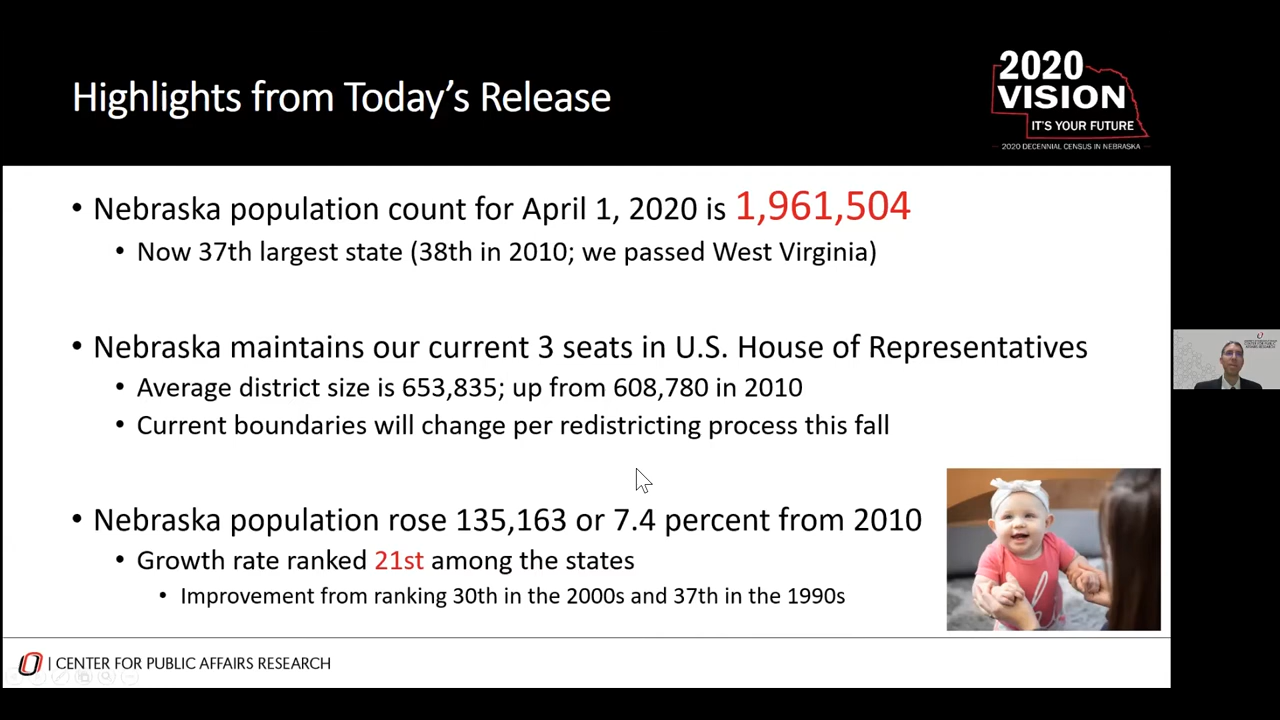 Highlights from Today's Release
2020
VISION
IT'S YOUR FUTURE
2020 DECENNIAL CENSUS IN NEBRASKA
• Nebraska population count for April 1, 2020 is 1,961,504
• Now 37th largest state (38th in 2010; we passed West Virginia)
• Nebraska maintains our current 3 seats in U.S. House of Representatives
• Average district size is 653,835; up from 608,780 in 2010
• Current boundaries will change per redistricting process this fall
• Nebraska population rose 135,163 or 7.4 percent from 2010
• Growth rate ranked 21st among the states
• Improvement from ranking 30th in the 2000s and 37th in the 1990s
O | CENTER FOR PUBLIC AFFAIRS RESEARCH